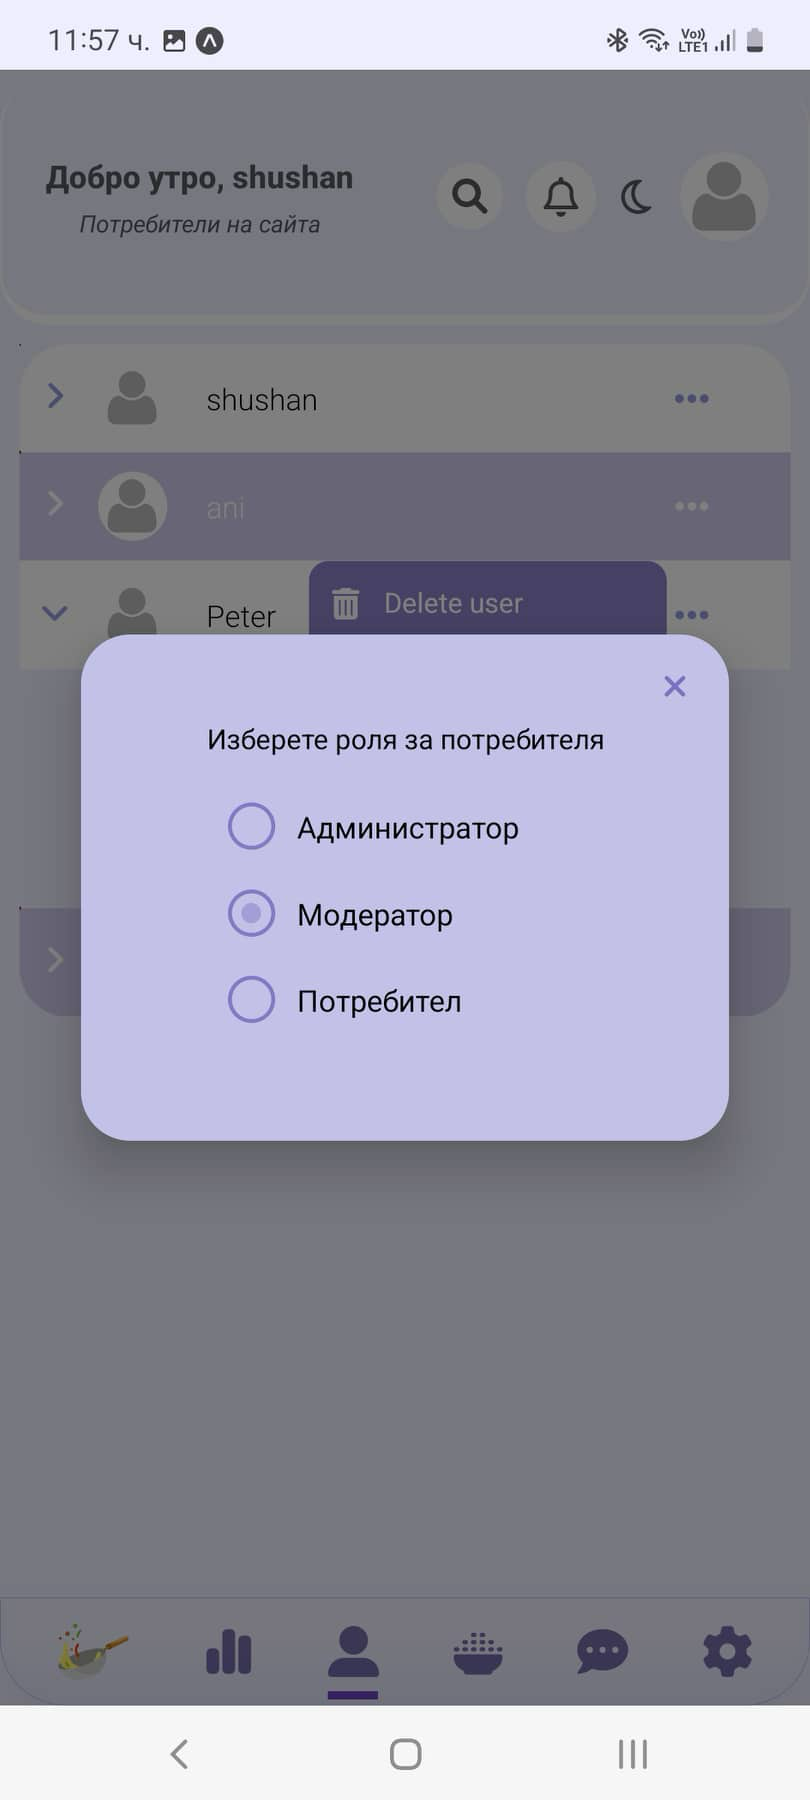 11:57 ч.
Vo))
LTE1
Добро утро, shushan
Потребители на сайта
shushan
ani
Peter
Delete user
Изберете роля за потребителя
Администратор
Модератор
Потребител